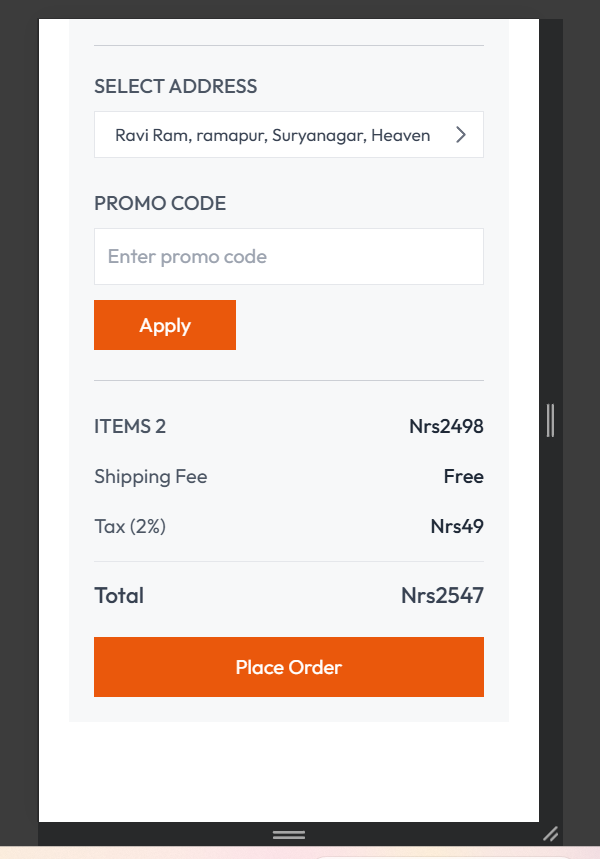 SELECT ADDRESS
Ravi Ram, ramapur, Suryanagar, Heaven
PROMO CODE
Enter promo code
Apply
ITEMS 2 Nrs2498
Shipping Fee Free
Tax (2%) Nrs49
Total Nrs2547
Place Order